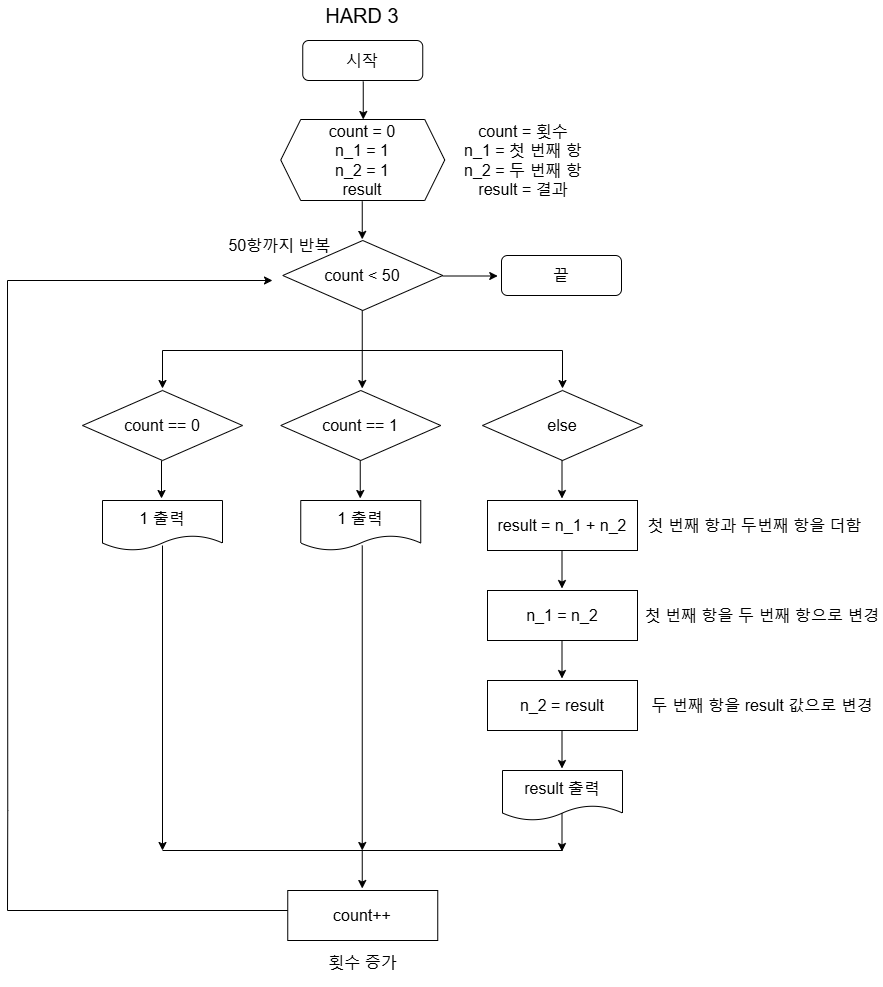 HARD 3
시작
count = 0
n_1 = 1
n_2 = 1
result
count = 횟수
n_1 = 첫 번째 항
n_2 = 두 번째 항
result = 결과
50항까지 반복
count < 50
끝
count == 0
count == 1
else
1 출력
1 출력
result = n_1 + n_2
첫 번째 항과 두번째 항을 더함
n_1 = n_2
첫 번째 항을 두 번째 항으로 변경
n_2 = result
두 번째 항을 result 값으로 변경
result 출력
count++
횟수 증가